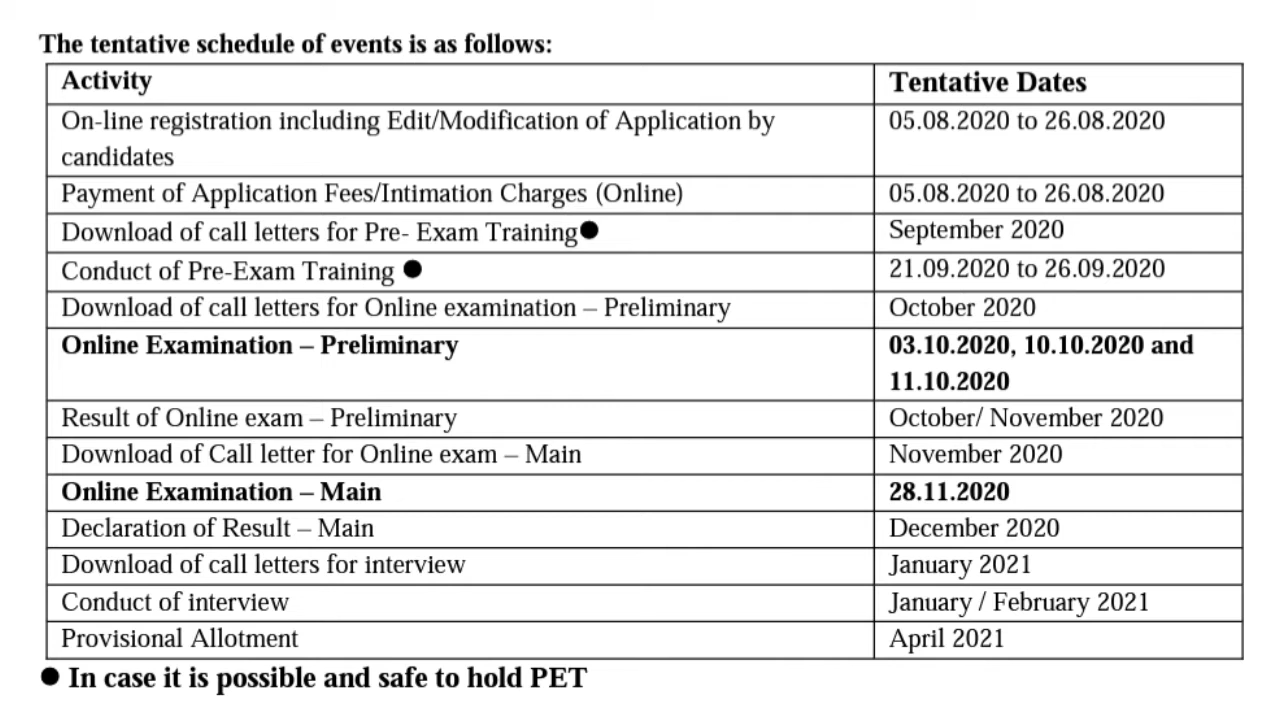 The tentative schedule of events is as follows:
Activity
Tentative Dates
On-line registration including Edit/Modification of Application by
candidates
05.08.2020 to 26.08.2020
Payment of Application Fees/Intimation Charges (Online)
05.08.2020 to 26.08.2020
Download of call letters for Pre- Exam Training●
September 2020
Conduct of Pre-Exam Training ●
21.09.2020 to 26.09.2020
Download of call letters for Online examination – Preliminary
October 2020
Online Examination – Preliminary
03.10.2020, 10.10.2020 and
11.10.2020
Result of Online exam – Preliminary
October/ November 2020
Download of Call letter for Online exam – Main
November 2020
Online Examination – Main
28.11.2020
Declaration of Result – Main
December 2020
Download of call letters for interview
January 2021
Conduct of interview
January / February 2021
Provisional Allotment
April 2021
● In case it is possible and safe to hold PET